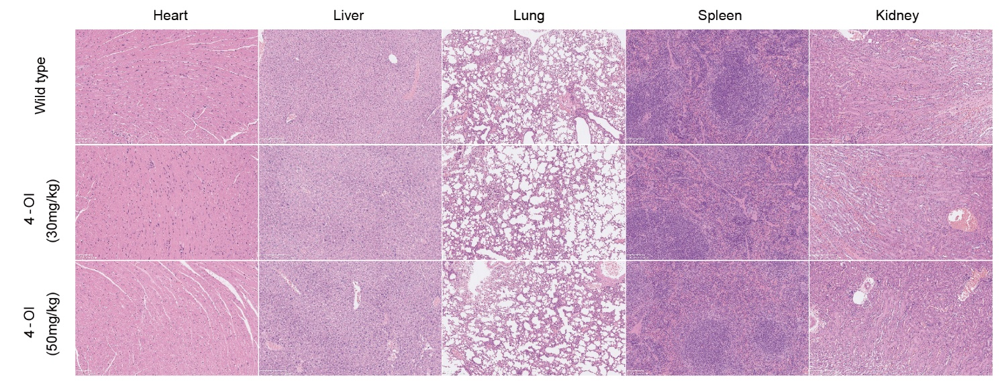 Heart Liver Lung Spleen Kidney
Wild type
4 - OI
(30mg/kg)
4 - OI
(50mg/kg)